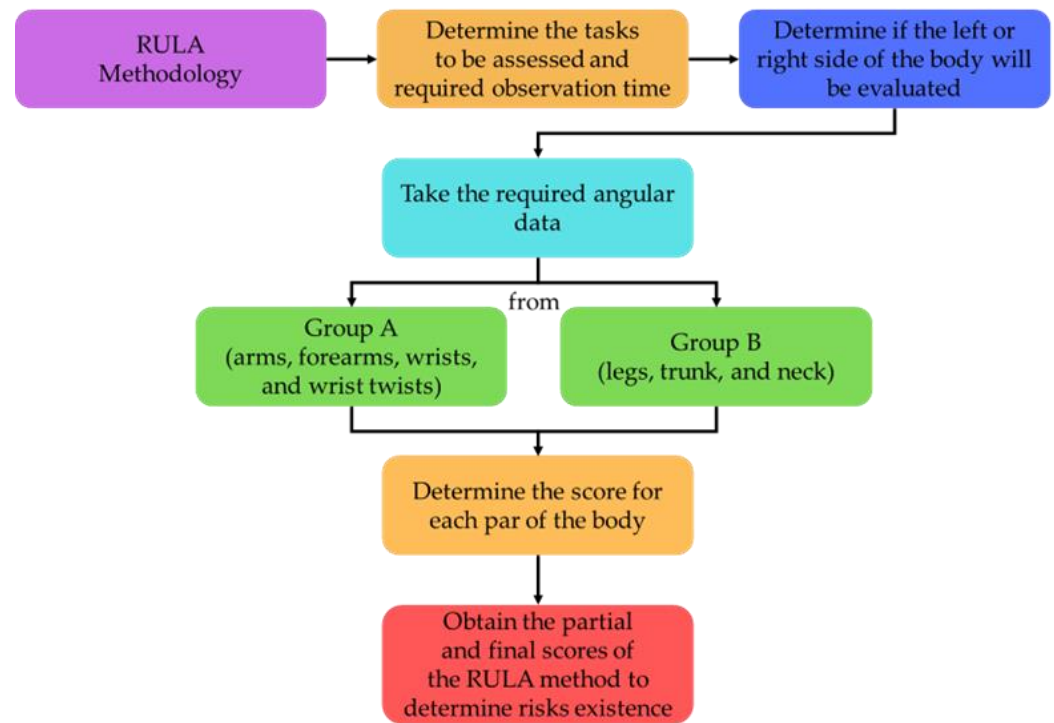 RULA
Methodology
Determine the tasks
to be assessed and
required observation time
Determine if the left or
right side of the body will
be evaluated
Take the required angular
data
from
Group A
(arms, forearms, wrists,
and wrist twists)
Group B
(legs, trunk, and neck)
Determine the score for
each par of the body
Obtain the partial
and final scores of
the RULA method to
determine risks existence